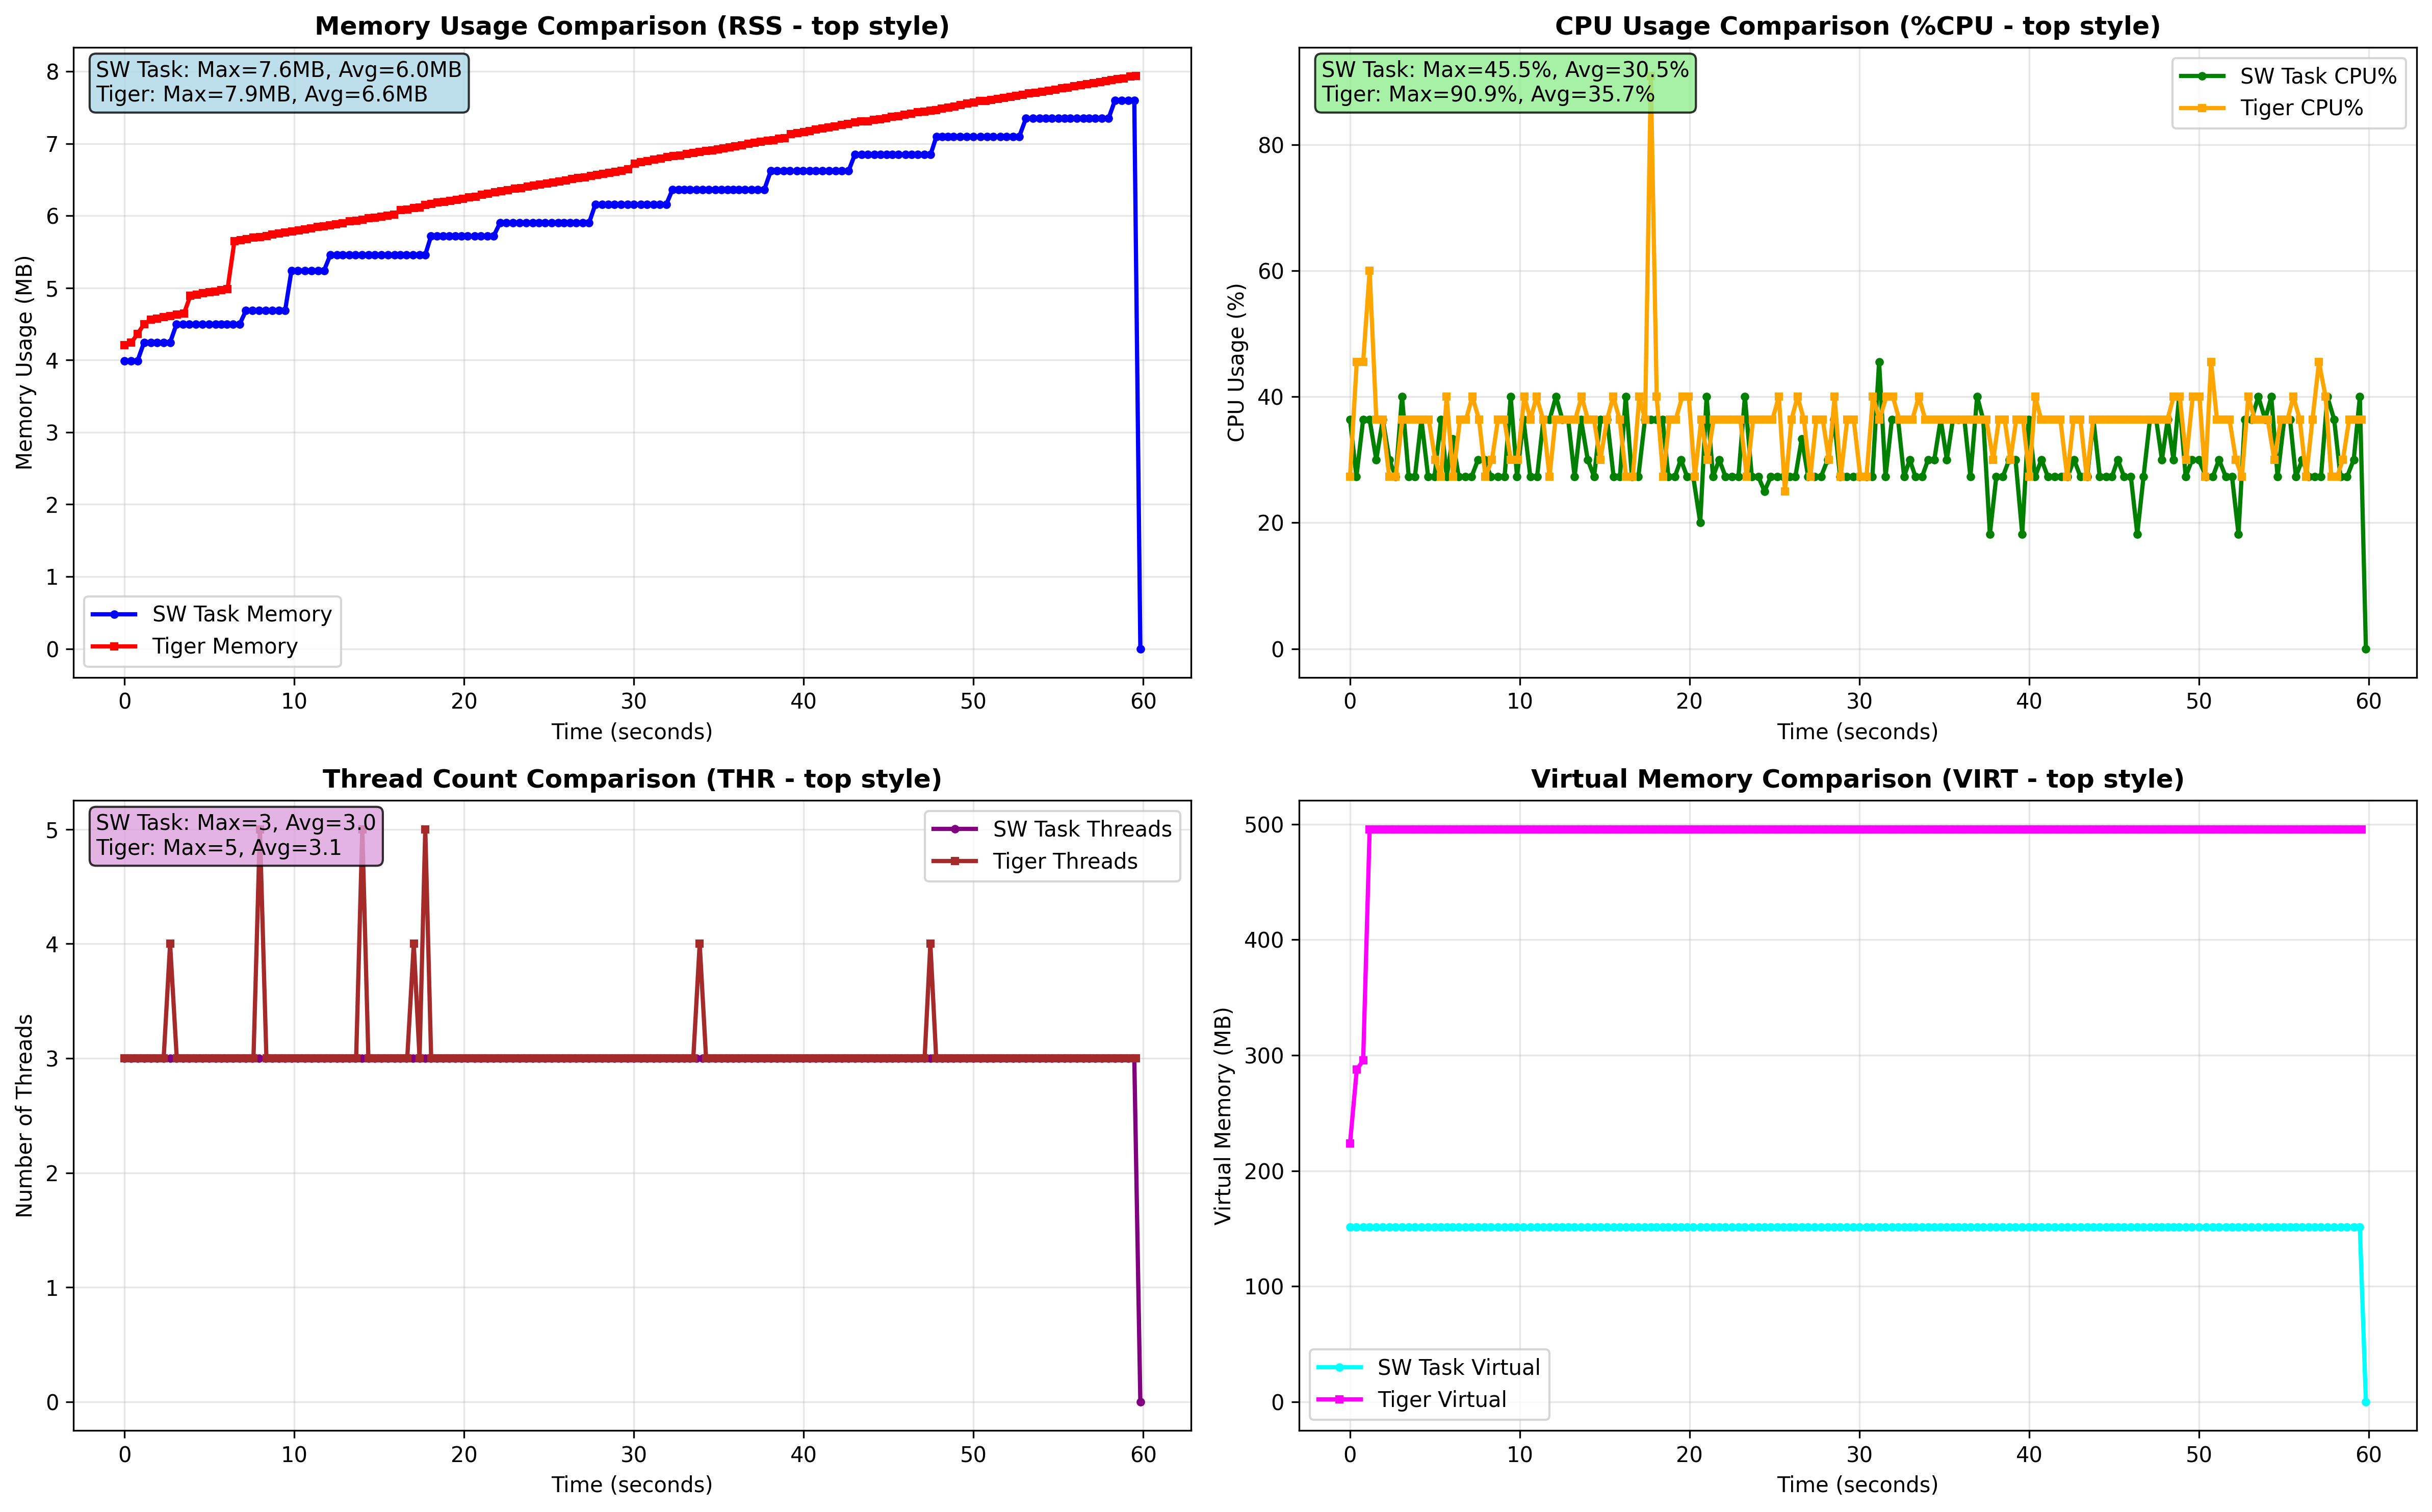 Memory Usage Comparison (RSS - top style)
SW Task: Max=7.6MB, Avg=6.0MB
Tiger: Max=7.9MB, Avg=6.6MB
8
7
6
5
4
3
2
1
0
Memory Usage (MB)
SW Task Memory
Tiger Memory
0 10 20 30 40 50 60
Time (seconds)
CPU Usage Comparison (%CPU - top style)
SW Task: Max=45.5%, Avg=30.5%
Tiger: Max=90.9%, Avg=35.7%
SW Task CPU%
Tiger CPU%
80
60
40
20
0
CPU Usage (%)
0 10 20 30 40 50 60
Time (seconds)
Thread Count Comparison (THR - top style)
SW Task: Max=3, Avg=3.0
Tiger: Max=5, Avg=3.1
SW Task Threads
Tiger Threads
5
4
3
2
1
0
Number of Threads
0 10 20 30 40 50 60
Time (seconds)
Virtual Memory Comparison (VIRT - top style)
500
400
300
200
100
0
Virtual Memory (MB)
SW Task Virtual
Tiger Virtual
0 10 20 30 40 50 60
Time (seconds)